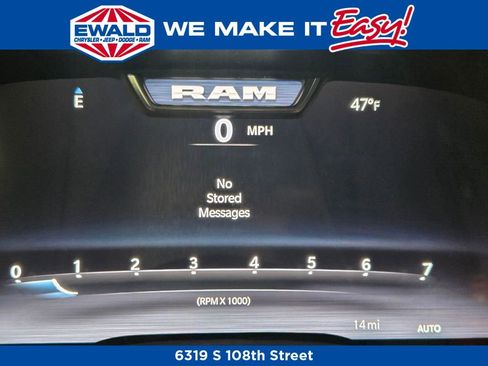 EWALD
CHRYSLER • JEEP • DODGE • RAM
WE MAKE IT Easy!
RAM
E
47°F
0 MPH
No
Stored
Messages
0 1 2 3 4 5 6 7
(RPM X 1000)
14mi
AUTO
6319 S 108th Street